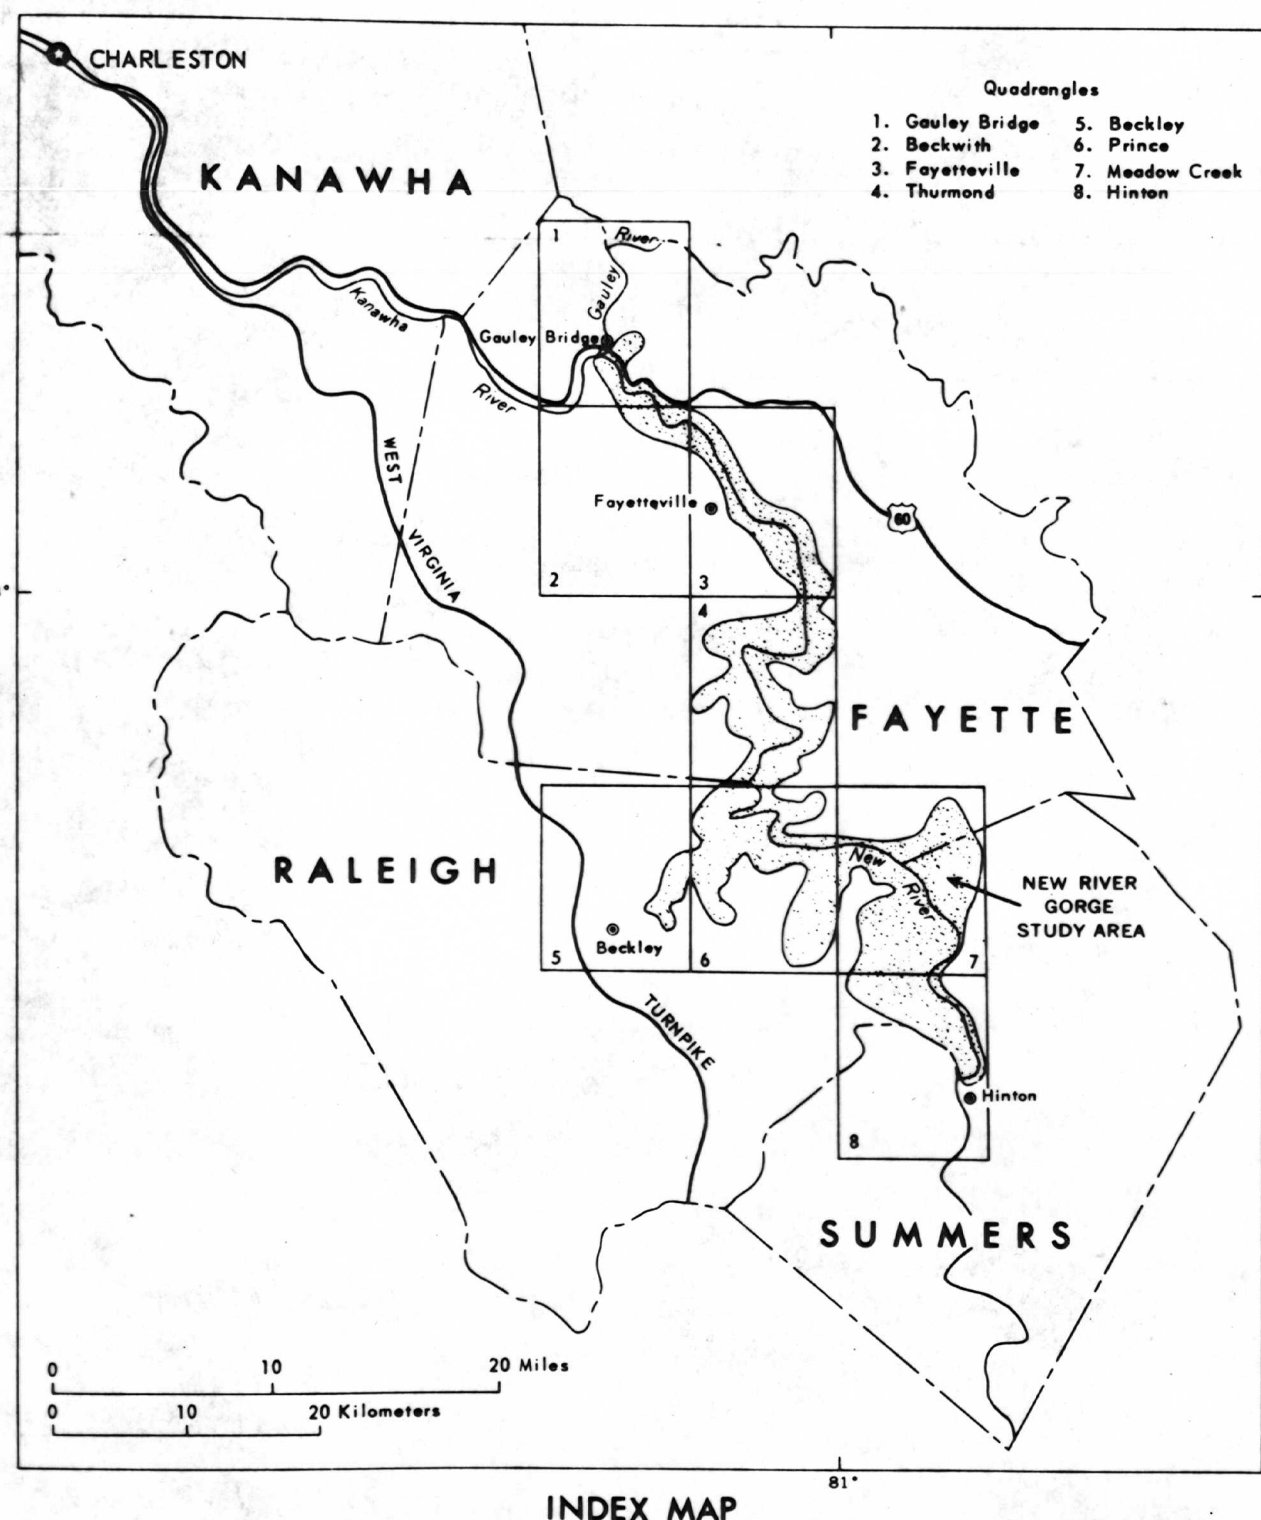 CHARLESTON
Quadrangles
1. Gauley Bridge 5. Beckley
2. Beckwith 6. Prince
3. Fayetteville 7. Meadow Creek
4. Thurmond 8. Hinton
KANAWHA
1
River
Gauley
Kanawha
Gauley Bridge
River
WEST
Fayetteville
60
VIRGINIA
2
3
4
FAYETTE
RALEIGH
New
River
NEW RIVER
GORGE
STUDY AREA
Beckley
5
6
7
TURNPIKE
Hinton
8
SUMMERS
0 10 20 Miles
0 10 20 Kilometers
81°
INDEX MAP